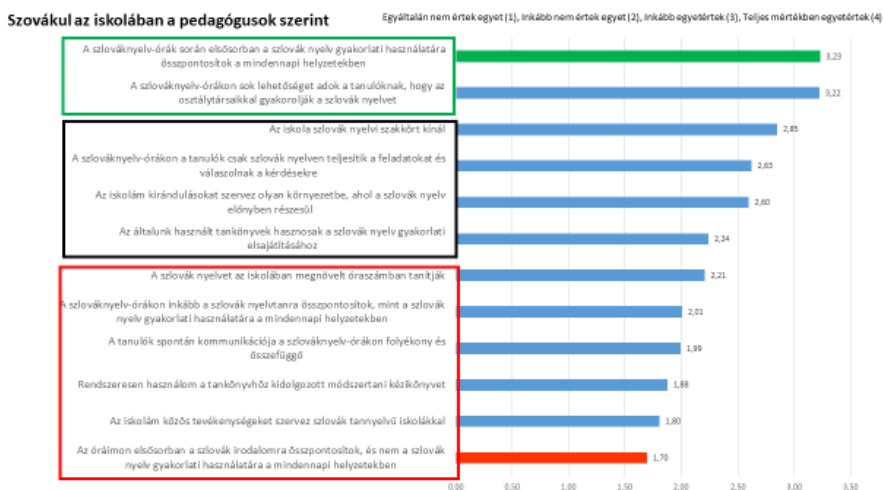 Szovákul az iskolában a pedagógusok szerint
Egyáltalán nem értek egyet (1), Inkább nem értek egyet (2), Inkább egyetértek (3), Teljes mértékben egyetértek (4)
A szlováknyelv-órák során elsősorban a szlovák nyelv gyakorlati használatára
összpontosítok a mindennapi helyzetekben
3,23
A szlováknyelv-órákon sok lehetőséget adok a tanulóknak, hogy az
osztálytársaikkal gyakorolják a szlovák nyelvet
3,22
Az iskola szlovák nyelvi szakkört kínál
2,85
A szlováknyelv-órákon a tanulók csak szlovák nyelven teljesítik a feladatokat és
válaszolnak a kérdésekre
2,63
Az iskolám kirándulásokat szervez olyan környezetbe, ahol a szlovák nyelv
előnyben részesül
2,60
Az általunk használt tankönyvek hasznosak a szlovák nyelv gyakorlati
elsajátításához
2,24
A szlovák nyelvet az iskolában megnövelt óraszámban tanítják
2,21
A szlováknyelv-órákon inkább a szlovák nyelvtanra összpontosítok, mint a szlovák
nyelv gyakorlati használatára a mindennapi helyzetekben
2,01
A tanulók spontán kommunikációja a szlováknyelv-órákon folyékony és
összefüggő
1,99
Rendszeresen használom a tankönyvhöz kidolgozott módszertani kézikönyvet
1,88
Az iskolám közös tevékenységeket szervez szlovák tannyelvű iskolákkal
1,80
Az óráimon elsősorban a szlovák irodalomra összpontosítok, és nem a szlovák
nyelv gyakorlati használatára a mindennapi helyzetekben
1,70
0,00 0,50 1,00 1,50 2,00 2,50 3,00 3,50